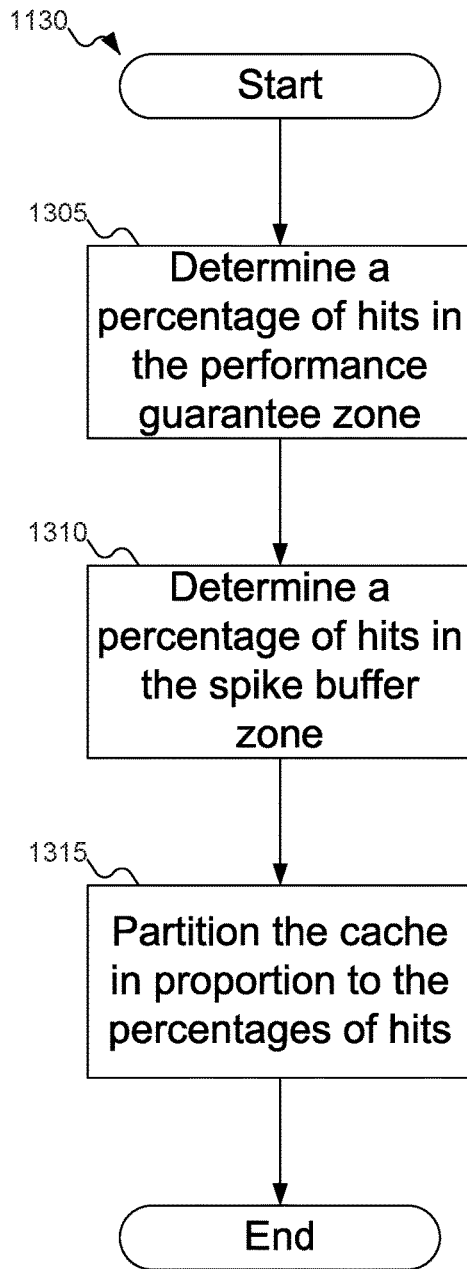 1130
Start
1305
Determine a
percentage of hits in
the performance
guarantee zone
1310
Determine a
percentage of hits in
the spike buffer
zone
1315
Partition the cache
in proportion to the
percentages of hits
End